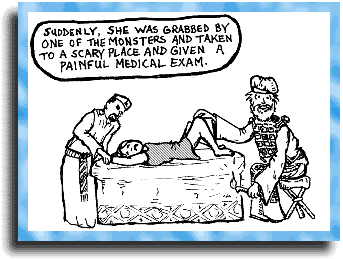 SUDDENLY, SHE WAS GRABBED BY
ONE OF THE MONSTERS AND TAKEN
TO A SCARY PLACE AND GIVEN A
PAINFUL MEDICAL EXAM.